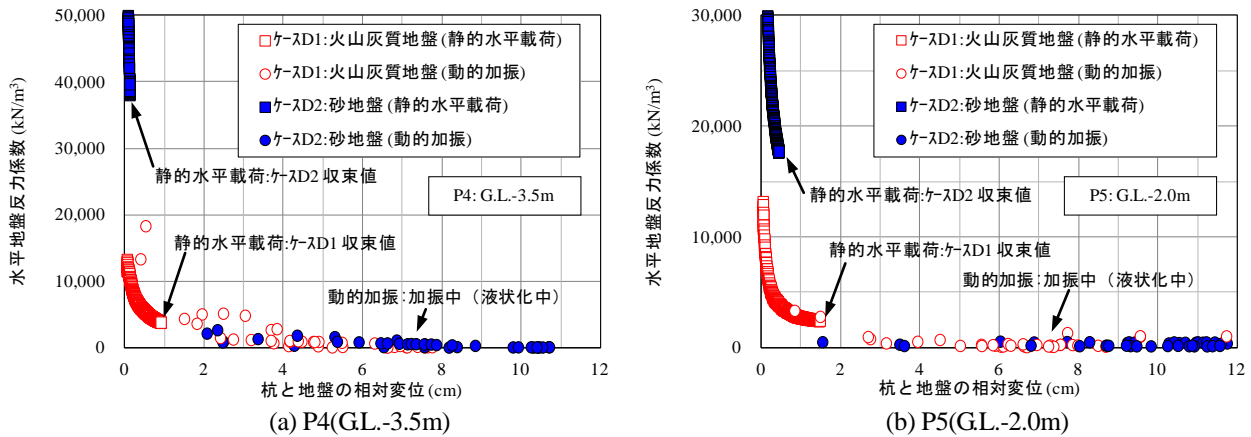 50,000
40,000
30,000
20,000
10,000
0
水平地盤反力係数 (kN/m³)
ｹｰｽD1:火山灰質地盤(静的水平載荷)
ｹｰｽD1:火山灰質地盤(動的加振)
ｹｰｽD2:砂地盤(静的水平載荷)
ｹｰｽD2:砂地盤(動的加振)
静的水平載荷:ｹｰｽD2収束値
P4: G.L.-3.5m
静的水平載荷:ｹｰｽD1収束値
動的加振:加振中（液状化中）
0 2 4 6 8 10 12
杭と地盤の相対変位(cm)
(a) P4(G.L.-3.5m)
30,000
20,000
10,000
0
水平地盤反力係数 (kN/m³)
ｹｰｽD1:火山灰質地盤(静的水平載荷)
ｹｰｽD1:火山灰質地盤(動的加振)
ｹｰｽD2:砂地盤(静的水平載荷)
ｹｰｽD2:砂地盤(動的加振)
静的水平載荷:ｹｰｽD2収束値
P5: G.L.-2.0m
静的水平載荷:ｹｰｽD1収束値
動的加振:加振中（液状化中）
0 2 4 6 8 10 12
杭と地盤の相対変位(cm)
(b) P5(G.L.-2.0m)